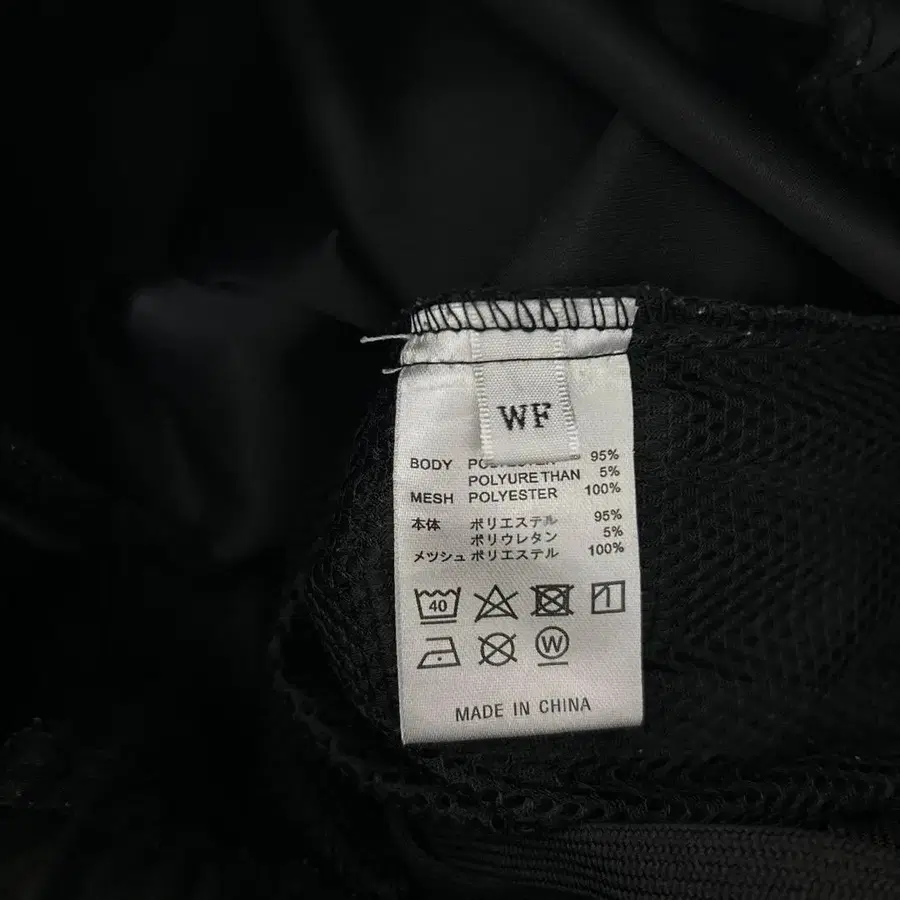 WF
BODY POLYESTER 95%
POLYURETHAN 5%
MESH POLYESTER 100%
本体 ポリエステル 95%
ポリウレタン 5%
メッシュ ポリエステル 100%
40
W
MADE IN CHINA